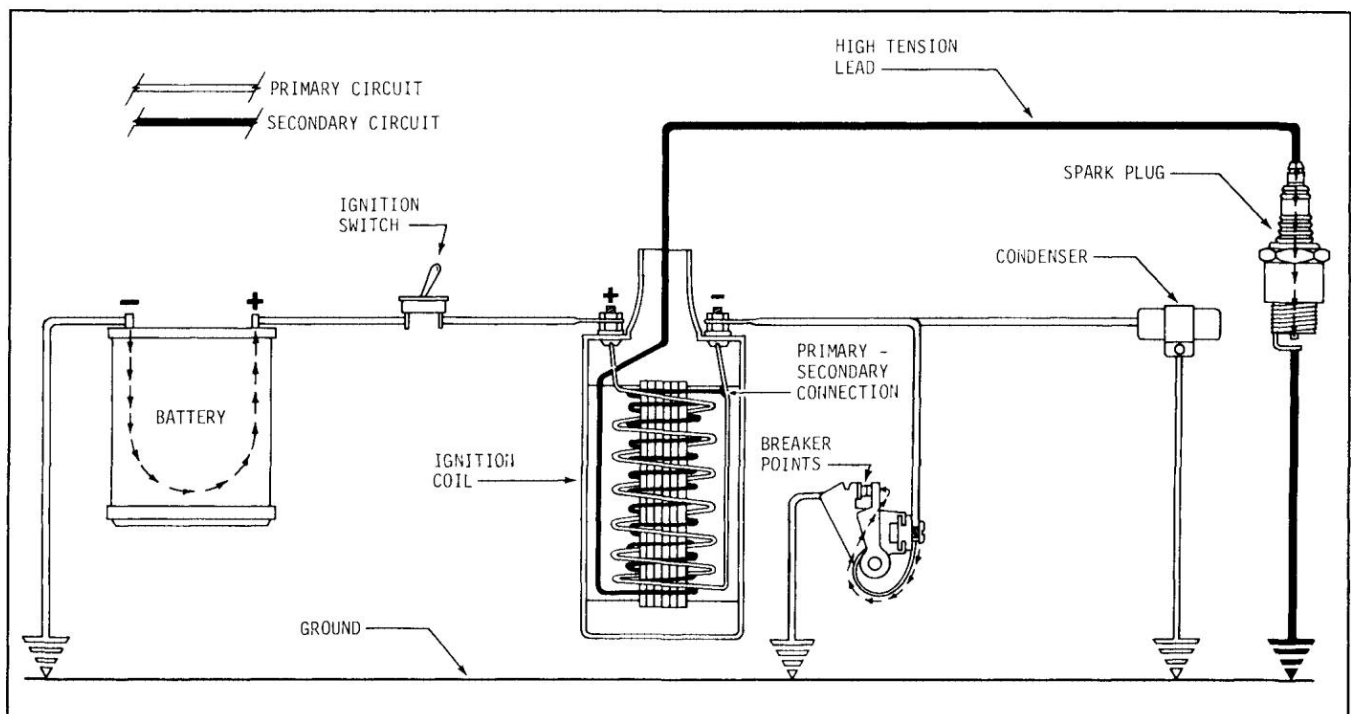 HIGH TENSION
LEAD
PRIMARY CIRCUIT
SECONDARY CIRCUIT
SPARK PLUG
IGNITION
SWITCH
CONDENSER
- +
+ -
PRIMARY -
SECONDARY
CONNECTION
BATTERY
BREAKER
POINTS
IGNITION
COIL
GROUND